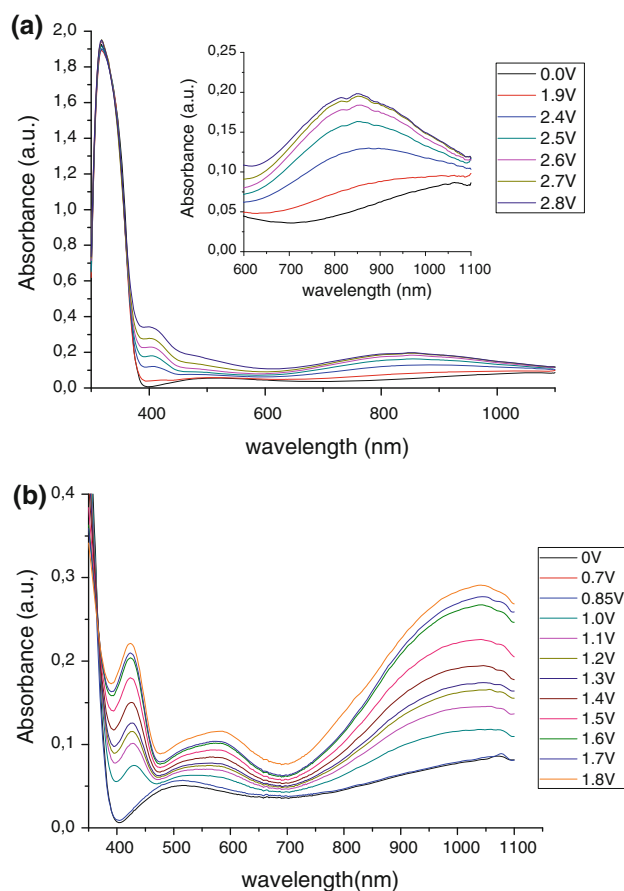 (a)
2,0
1,8
1,6
1,4
1,2
1,0
0,8
0,6
0,4
0,2
0,0
Absorbance (a.u.)
400
600
800
1000
wavelength (nm)
0,25
0,20
0,15
0,10
0,05
0,00
Absorbance (a.u.)
600
700
800
900
1000
1100
wavelength (nm)
0.0V
1.9V
2.4V
2.5V
2.6V
2.7V
2.8V
(b)
0,4
0,3
0,2
0,1
0,0
Absorbance (a.u.)
400
500
600
700
800
900
1000
1100
wavelength(nm)
0V
0.7V
0.85V
1.0V
1.1V
1.2V
1.3V
1.4V
1.5V
1.6V
1.7V
1.8V